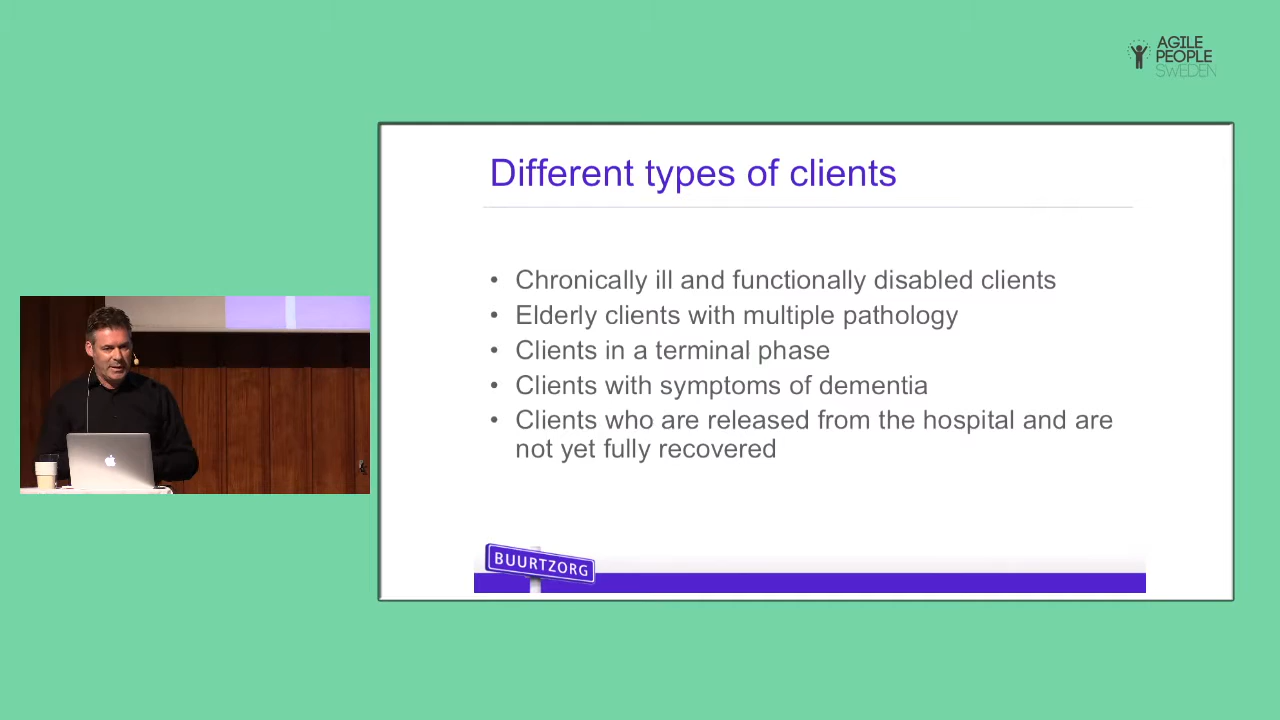 AGILE
PEOPLE
SWEDEN
Different types of clients
• Chronically ill and functionally disabled clients
• Elderly clients with multiple pathology
• Clients in a terminal phase
• Clients with symptoms of dementia
• Clients who are released from the hospital and are
not yet fully recovered
BUURTZORG